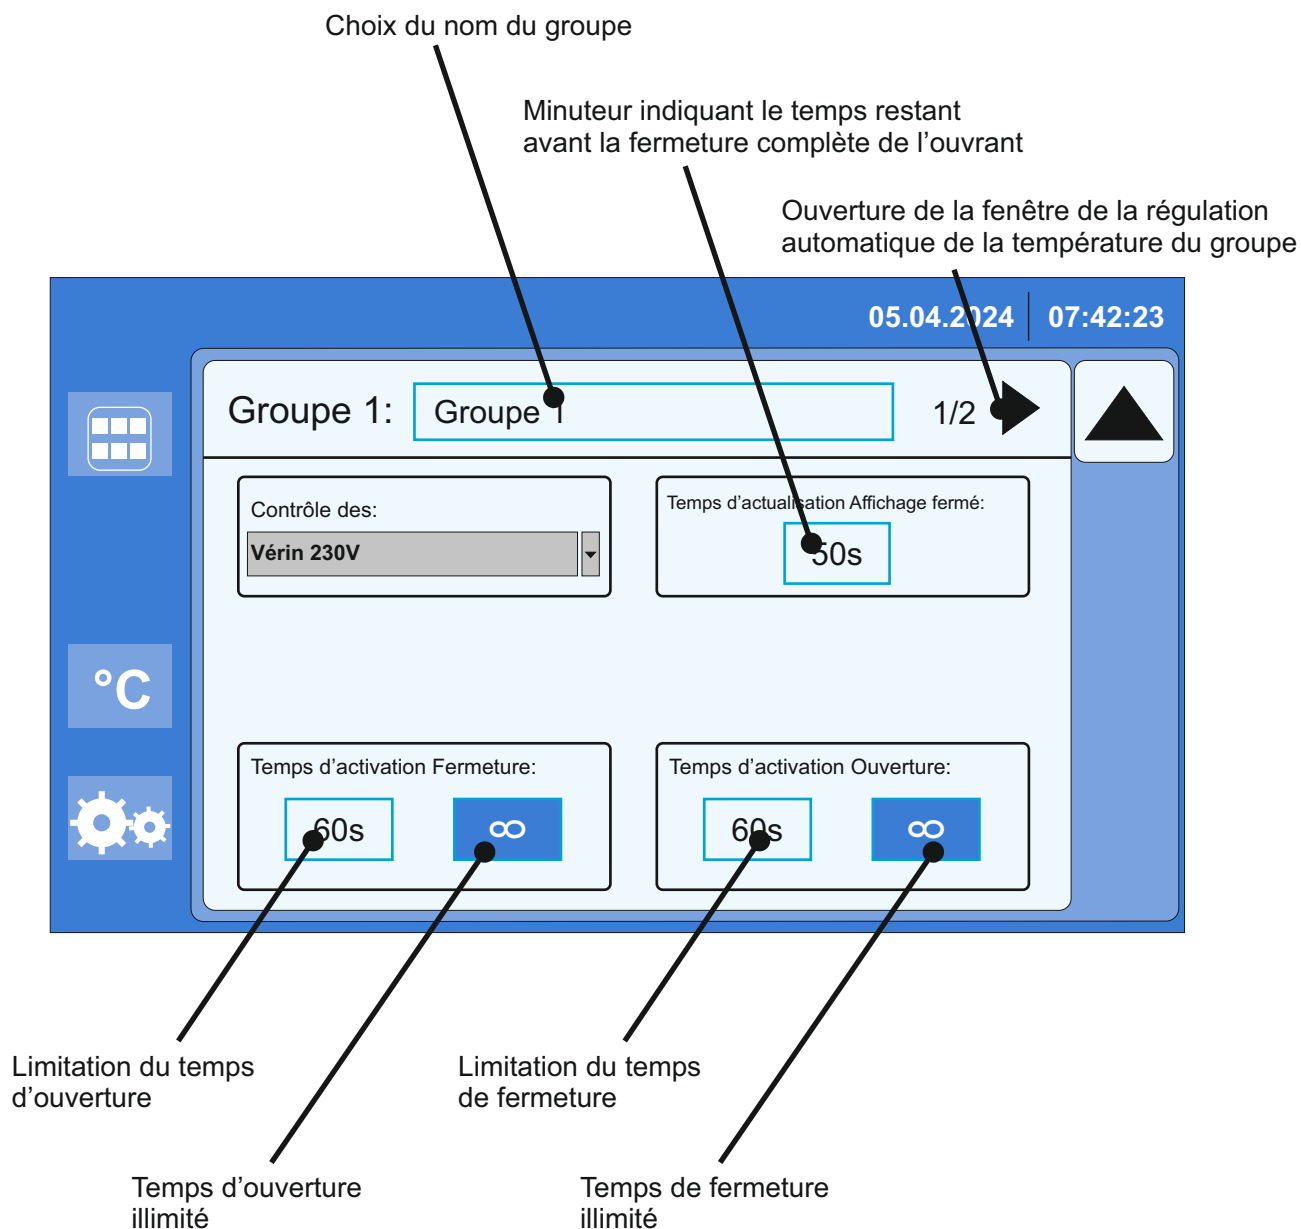 Choix du nom du groupe
Minuteur indiquant le temps restant
avant la fermeture complète de l’ouvrant
Ouverture de la fenêtre de la régulation
automatique de la température du groupe
05.04.2024 07:42:23
Groupe 1: Groupe 1 1/2
Contrôle des:
Vérin 230V
Temps d’actualisation Affichage fermé:
50s
°C
Temps d’activation Fermeture:
60s ∞
Temps d’activation Ouverture:
60s ∞
Limitation du temps
d’ouverture
Limitation du temps
de fermeture
Temps d’ouverture
illimité
Temps de fermeture
illimité